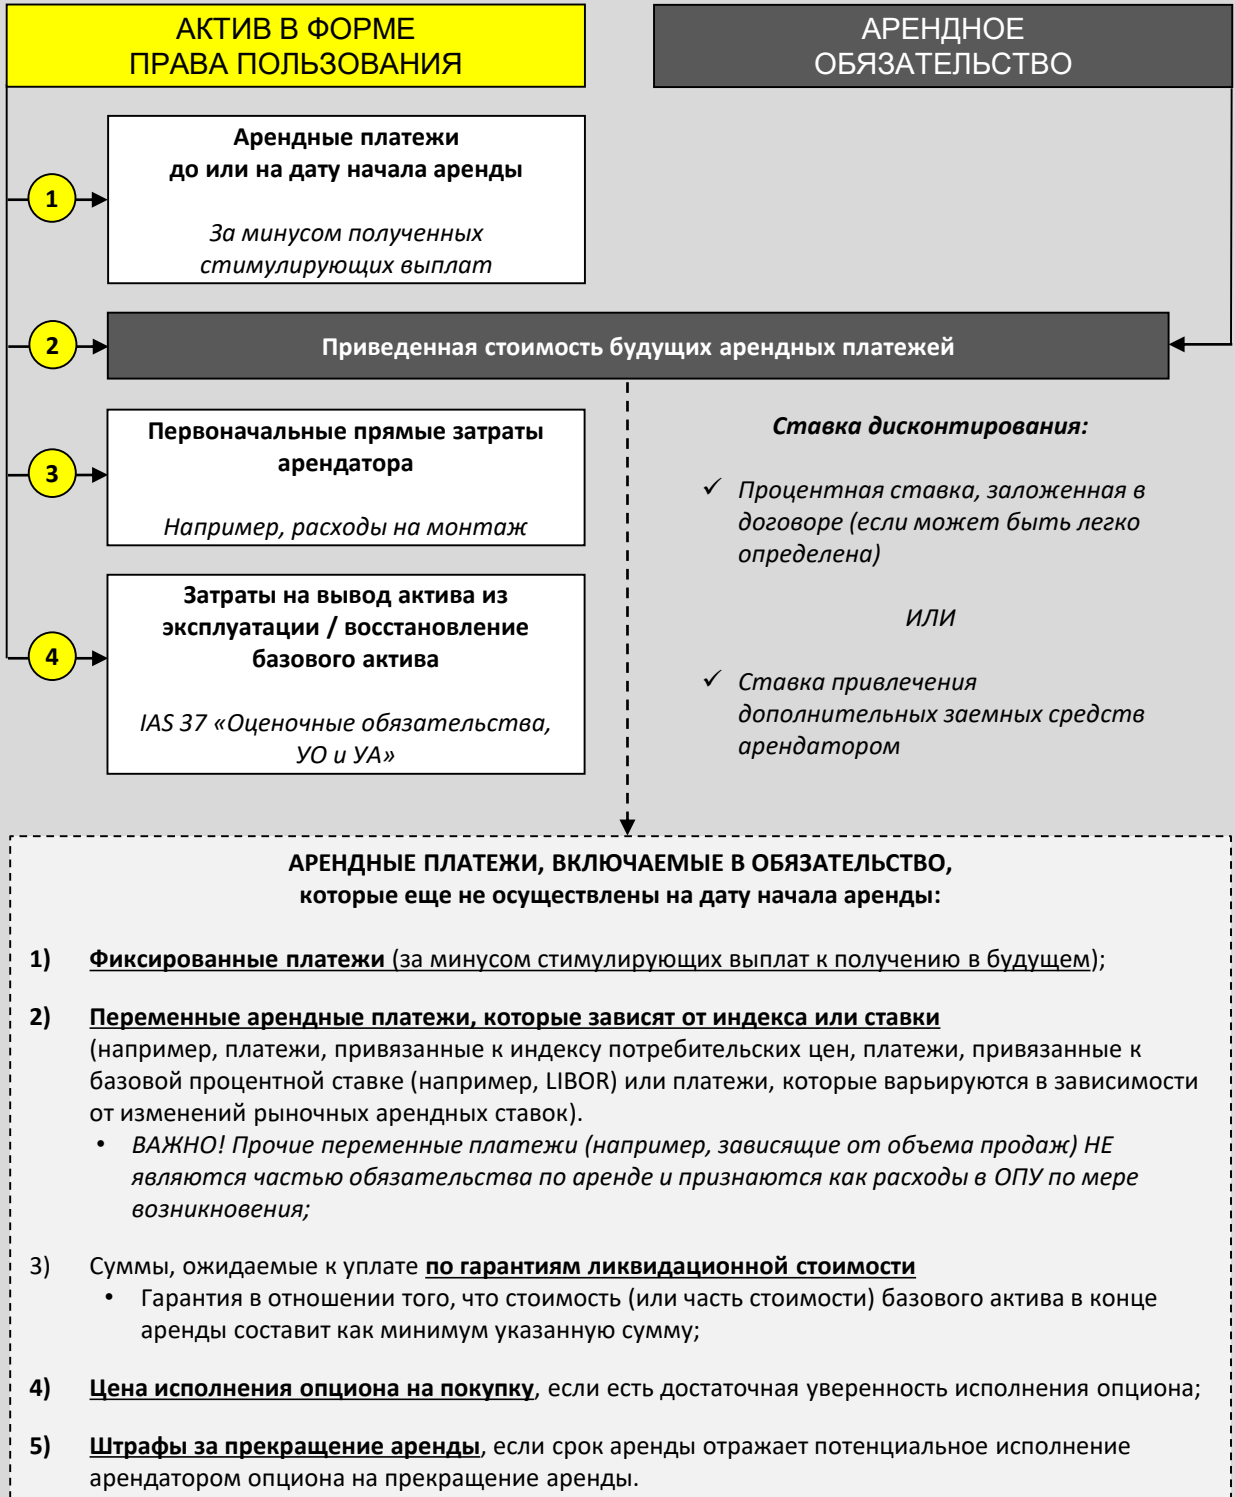 АКТИВ В ФОРМЕ
ПРАВА ПОЛЬЗОВАНИЯ
АРЕНДНОЕ
ОБЯЗАТЕЛЬСТВО
1
Арендные платежи
до или на дату начала аренды
За минусом полученных
стимулирующих выплат
2
Приведенная стоимость будущих арендных платежей
3
Первоначальные прямые затраты
арендатора
Например, расходы на монтаж
4
Затраты на вывод актива из
эксплуатации / восстановление
базового актива
IAS 37 «Оценочные обязательства,
УО и УА»
Ставка дисконтирования:
✓ Процентная ставка, заложенная в
договоре (если может быть легко
определена)
ИЛИ
✓ Ставка привлечения
дополнительных заемных средств
арендатором
АРЕНДНЫЕ ПЛАТЕЖИ, ВКЛЮЧАЕМЫЕ В ОБЯЗАТЕЛЬСТВО,
которые еще не осуществлены на дату начала аренды:
1) Фиксированные платежи (за минусом стимулирующих выплат к получению в будущем);
2) Переменные арендные платежи, которые зависят от индекса или ставки
(например, платежи, привязанные к индексу потребительских цен, платежи, привязанные к
базовой процентной ставке (например, LIBOR) или платежи, которые варьируются в зависимости
от изменений рыночных арендных ставок).
• ВАЖНО! Прочие переменные платежи (например, зависящие от объема продаж) НЕ
являются частью обязательства по аренде и признаются как расходы в ОПУ по мере
возникновения;
3) Суммы, ожидаемые к уплате по гарантиям ликвидационной стоимости
• Гарантия в отношении того, что стоимость (или часть стоимости) базового актива в конце
аренды составит как минимум указанную сумму;
4) Цена исполнения опциона на покупку, если есть достаточная уверенность исполнения опциона;
5) Штрафы за прекращение аренды, если срок аренды отражает потенциальное исполнение
арендатором опциона на прекращение аренды.